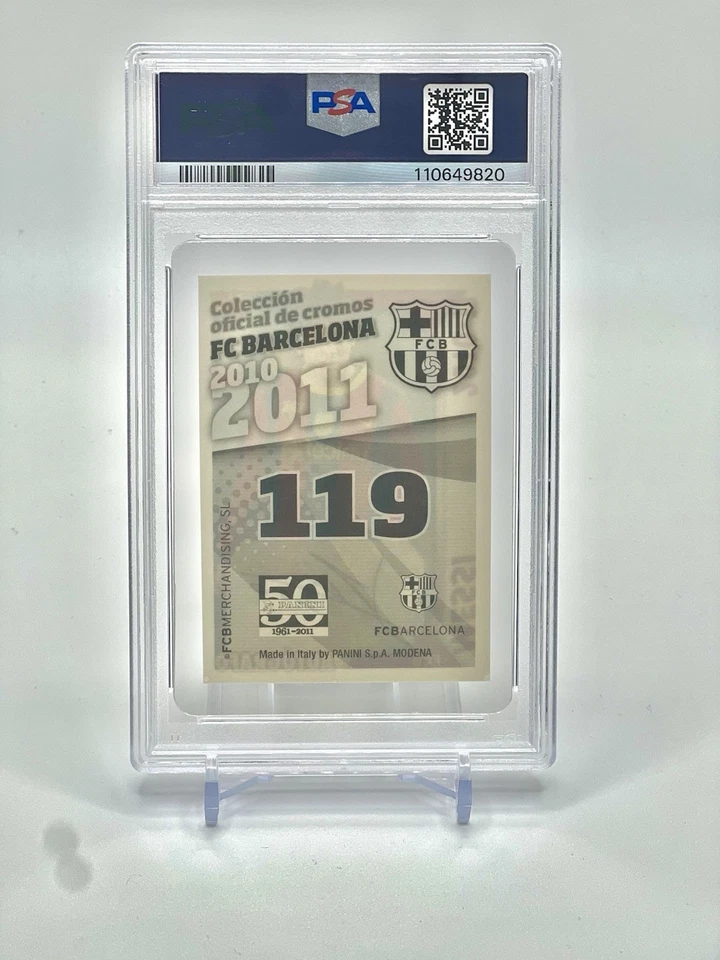 PSA
110649820
Colección
oficial de cromos
FC BARCELONA
2010
2011
FCB
119
©FCBMERCHANDISING, SL
50
PANINI
1961-2011
FCB
FCBARCELONA
Made in Italy by PANINI S.p.A. MODENA